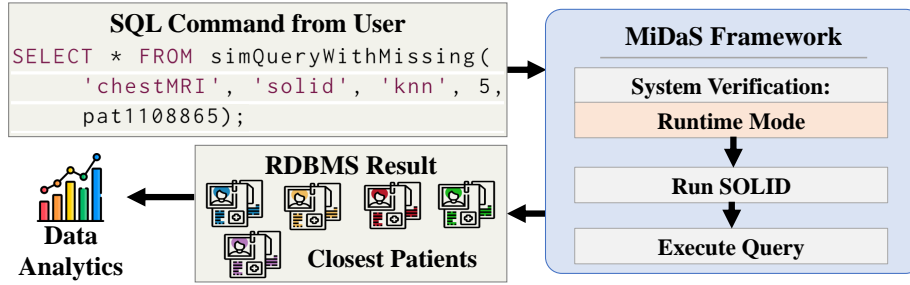 SQL Command from User
SELECT * FROM simQueryWithMissing(
'chestMRI', 'solid', 'knn', 5,
pat1108865);
MiDaS Framework
System Verification:
Runtime Mode
Run SOLID
Execute Query
RDBMS Result
Closest Patients
Data
Analytics